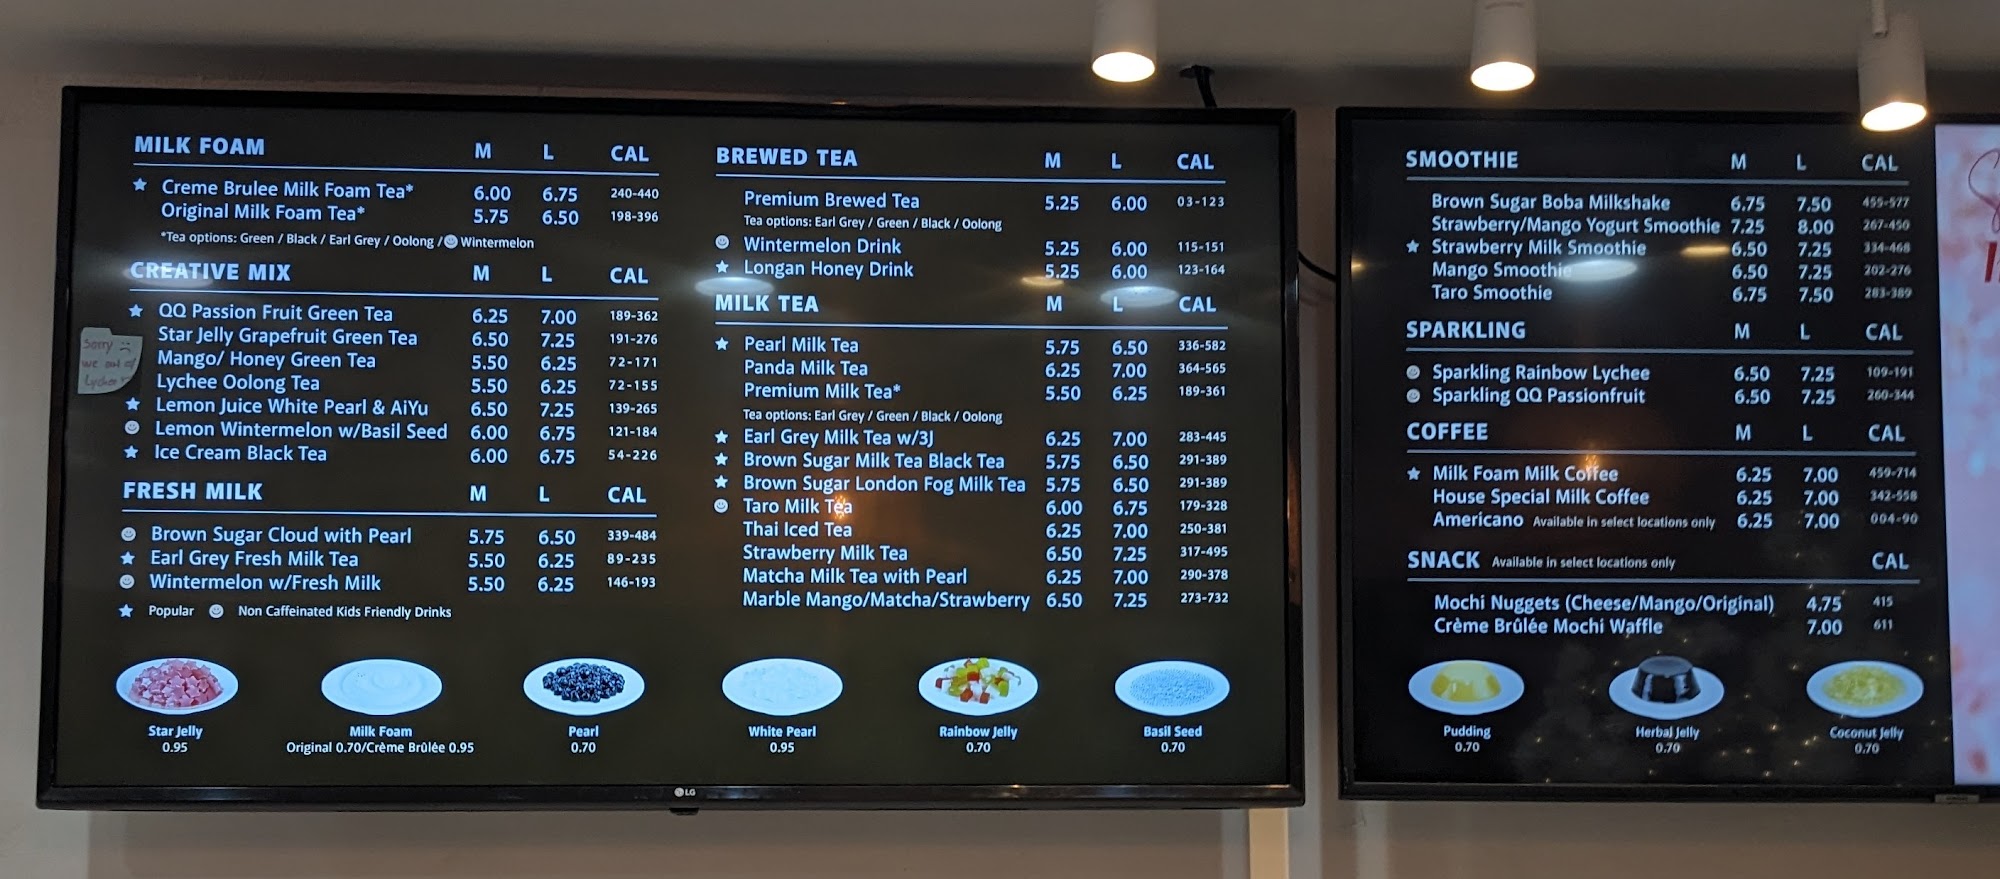 MILK FOAM M L CAL
★ Creme Brulee Milk Foam Tea* 6.00 6.75 240-440
Original Milk Foam Tea* 5.75 6.50 198-396
*Tea options: Green / Black / Earl Grey / Oolong / Wintermelon
CREATIVE MIX M L CAL
★ QQ Passion Fruit Green Tea 6.25 7.00 189-362
Star Jelly Grapefruit Green Tea 6.50 7.25 191-276
Mango/ Honey Green Tea 5.50 6.25 72-171
Lychee Oolong Tea 5.50 6.25 72-155
★ Lemon Juice White Pearl & AiYu 6.50 7.25 139-265
Lemon Wintermelon w/Basil Seed 6.00 6.75 121-184
★ Ice Cream Black Tea 6.00 6.75 54-226
Sorry
we out of
Lychee
FRESH MILK M L CAL
Brown Sugar Cloud with Pearl 5.75 6.50 339-484
★ Earl Grey Fresh Milk Tea 5.50 6.25 89-235
Wintermelon w/Fresh Milk 5.50 6.25 146-193
★ Popular Non Caffeinated Kids Friendly Drinks
BREWED TEA M L CAL
Premium Brewed Tea 5.25 6.00 03-123
Tea options: Earl Grey / Green / Black / Oolong
Wintermelon Drink 5.25 6.00 115-151
★ Longan Honey Drink 5.25 6.00 123-164
MILK TEA M L CAL
★ Pearl Milk Tea 5.75 6.50 336-582
Panda Milk Tea 6.25 7.00 364-565
Premium Milk Tea* 5.50 6.25 189-361
Tea options: Earl Grey / Green / Black / Oolong
★ Earl Grey Milk Tea w/3J 6.25 7.00 283-445
★ Brown Sugar Milk Tea Black Tea 5.75 6.50 291-389
★ Brown Sugar London Fog Milk Tea 5.75 6.50 291-389
Taro Milk Tea 6.00 6.75 179-328
Thai Iced Tea 6.25 7.00 250-381
Strawberry Milk Tea 6.50 7.25 317-495
Matcha Milk Tea with Pearl 6.25 7.00 290-378
Marble Mango/Matcha/Strawberry 6.50 7.25 273-732
Star Jelly
0.95
Milk Foam
Original 0.70/Crème Brûlée 0.95
Pearl
0.70
White Pearl
0.95
Rainbow Jelly
0.70
Basil Seed
0.70
LG
SMOOTHIE M L CAL
Brown Sugar Boba Milkshake 6.75 7.50 455-577
Strawberry/Mango Yogurt Smoothie 7.25 8.00 267-450
★ Strawberry Milk Smoothie 6.50 7.25 334-468
Mango Smoothie 6.50 7.25 202-276
Taro Smoothie 6.75 7.50 283-389
SPARKLING M L CAL
Sparkling Rainbow Lychee 6.50 7.25 109-191
Sparkling QQ Passionfruit 6.50 7.25 260-344
COFFEE M L CAL
★ Milk Foam Milk Coffee 6.25 7.00 459-714
House Special Milk Coffee 6.25 7.00 342-558
Americano Available in select locations only 6.25 7.00 004-90
SNACK Available in select locations only CAL
Mochi Nuggets (Cheese/Mango/Original) 4.75 415
Crème Brûlée Mochi Waffle 7.00 611
Pudding
0.70
Herbal Jelly
0.70
Coconut Jelly
0.70